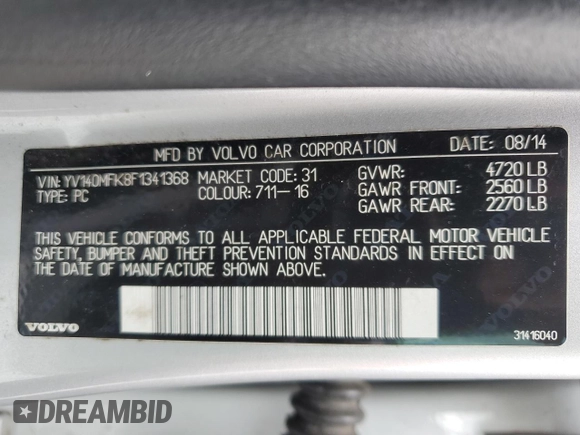 MFD BY VOLVO CAR CORPORATION DATE: 08/14
VIN: YV140MFK8F1341368 MARKET CODE: 31 GVWR: 4720 LB
TYPE: PC COLOUR: 711-16 GAWR FRONT: 2560 LB
GAWR REAR: 2270 LB
THIS VEHICLE CONFORMS TO ALL APPLICABLE FEDERAL MOTOR VEHICLE
SAFETY, BUMPER AND THEFT PREVENTION STANDARDS IN EFFECT ON
THE DATE OF MANUFACTURE SHOWN ABOVE.
VOLVO 31416040
DREAMBID